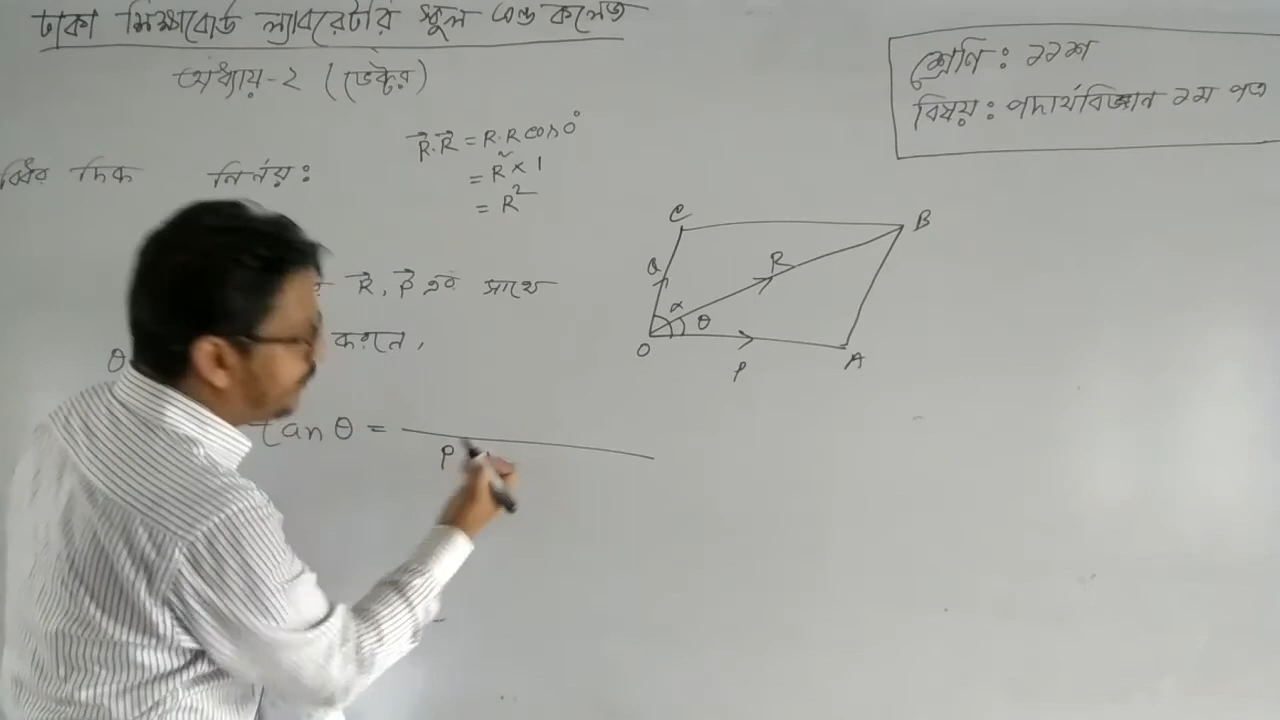 ঢাকা শিক্ষাবোর্ড ল্যাবরেটরি স্কুল এন্ড কলেজ
অধ্যায়-২ (ভেক্টর)
শ্রেণি: ১১শ
বিষয়: পদার্থবিজ্ঞান ১ম পত্র
দিক নির্নয়:
R⃗.R⃗ = R.R cos 0°
= R² × 1
= R²
R⃗, P⃗ এর সাথে
θ করলে,
tan θ =
P
C
B
Q
R
α
θ
O
A
P